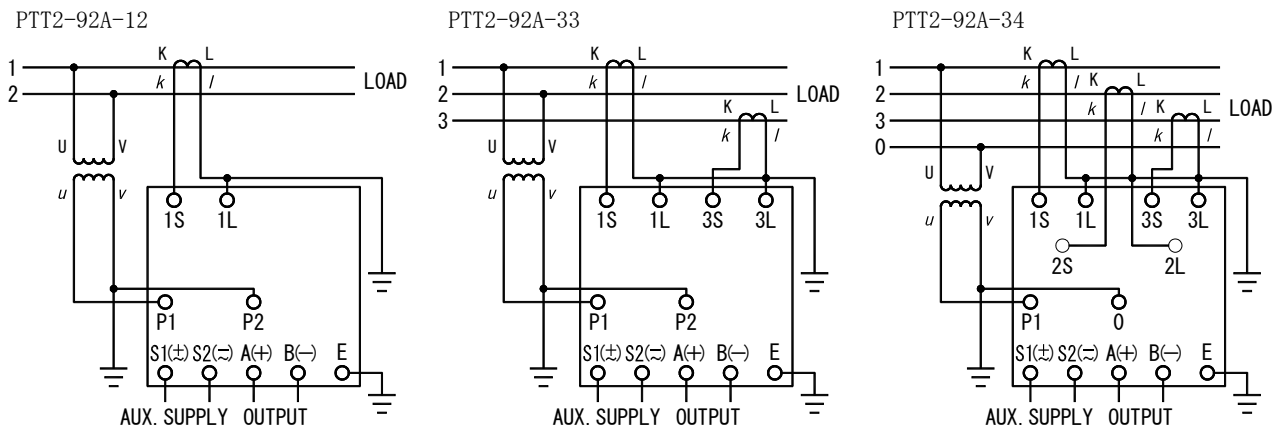 PTT2-92A-12
K L
1
k l
LOAD
2
U V
u v
1S 1L
P1 P2
S1(±) S2(≂) A(+) B(−) E
AUX. SUPPLY OUTPUT
PTT2-92A-33
K L
1
k l
2
LOAD
K L
3
k l
U V
u v
1S 1L 3S 3L
P1 P2
S1(±) S2(≂) A(+) B(−) E
AUX. SUPPLY OUTPUT
PTT2-92A-34
K L
1
k l
K L
2
k l
LOAD
K L
3
k l
0
U V
u v
1S 1L 3S 3L
2S 2L
P1 0
S1(±) S2(≂) A(+) B(−) E
AUX. SUPPLY OUTPUT